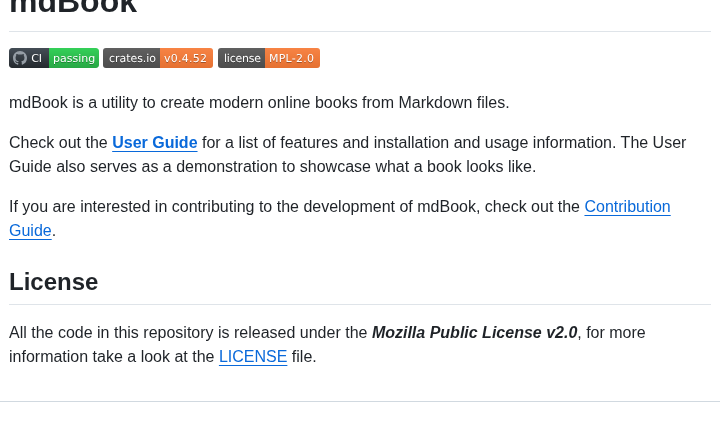 mdBook
CI passing crates.io v0.4.52 license MPL-2.0
mdBook is a utility to create modern online books from Markdown files.
Check out the User Guide for a list of features and installation and usage information. The User
Guide also serves as a demonstration to showcase what a book looks like.
If you are interested in contributing to the development of mdBook, check out the Contribution
Guide.
License
All the code in this repository is released under the Mozilla Public License v2.0, for more
information take a look at the LICENSE file.